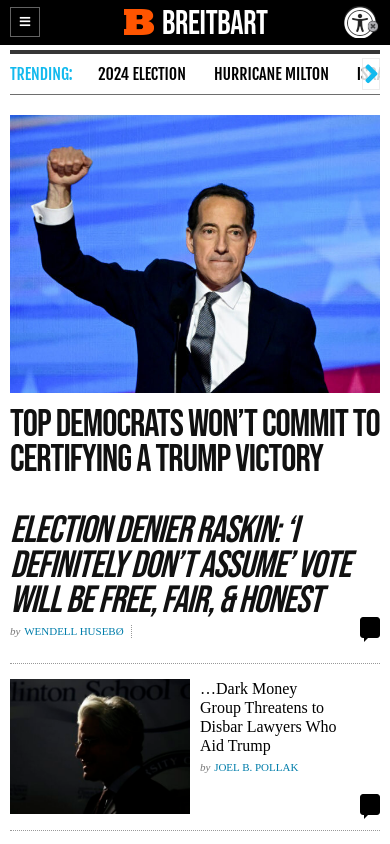 BREITBART
TRENDING: 2024 ELECTION HURRICANE MILTON
TOP DEMOCRATS WON’T COMMIT TO
CERTIFYING A TRUMP VICTORY
ELECTION DENIER RASKIN: ‘I
DEFINITELY DON’T ASSUME’ VOTE
WILL BE FREE, FAIR, & HONEST
by WENDELL HUSEBØ
linton School
…Dark Money
Group Threatens to
Disbar Lawyers Who
Aid Trump
by JOEL B. POLLAK